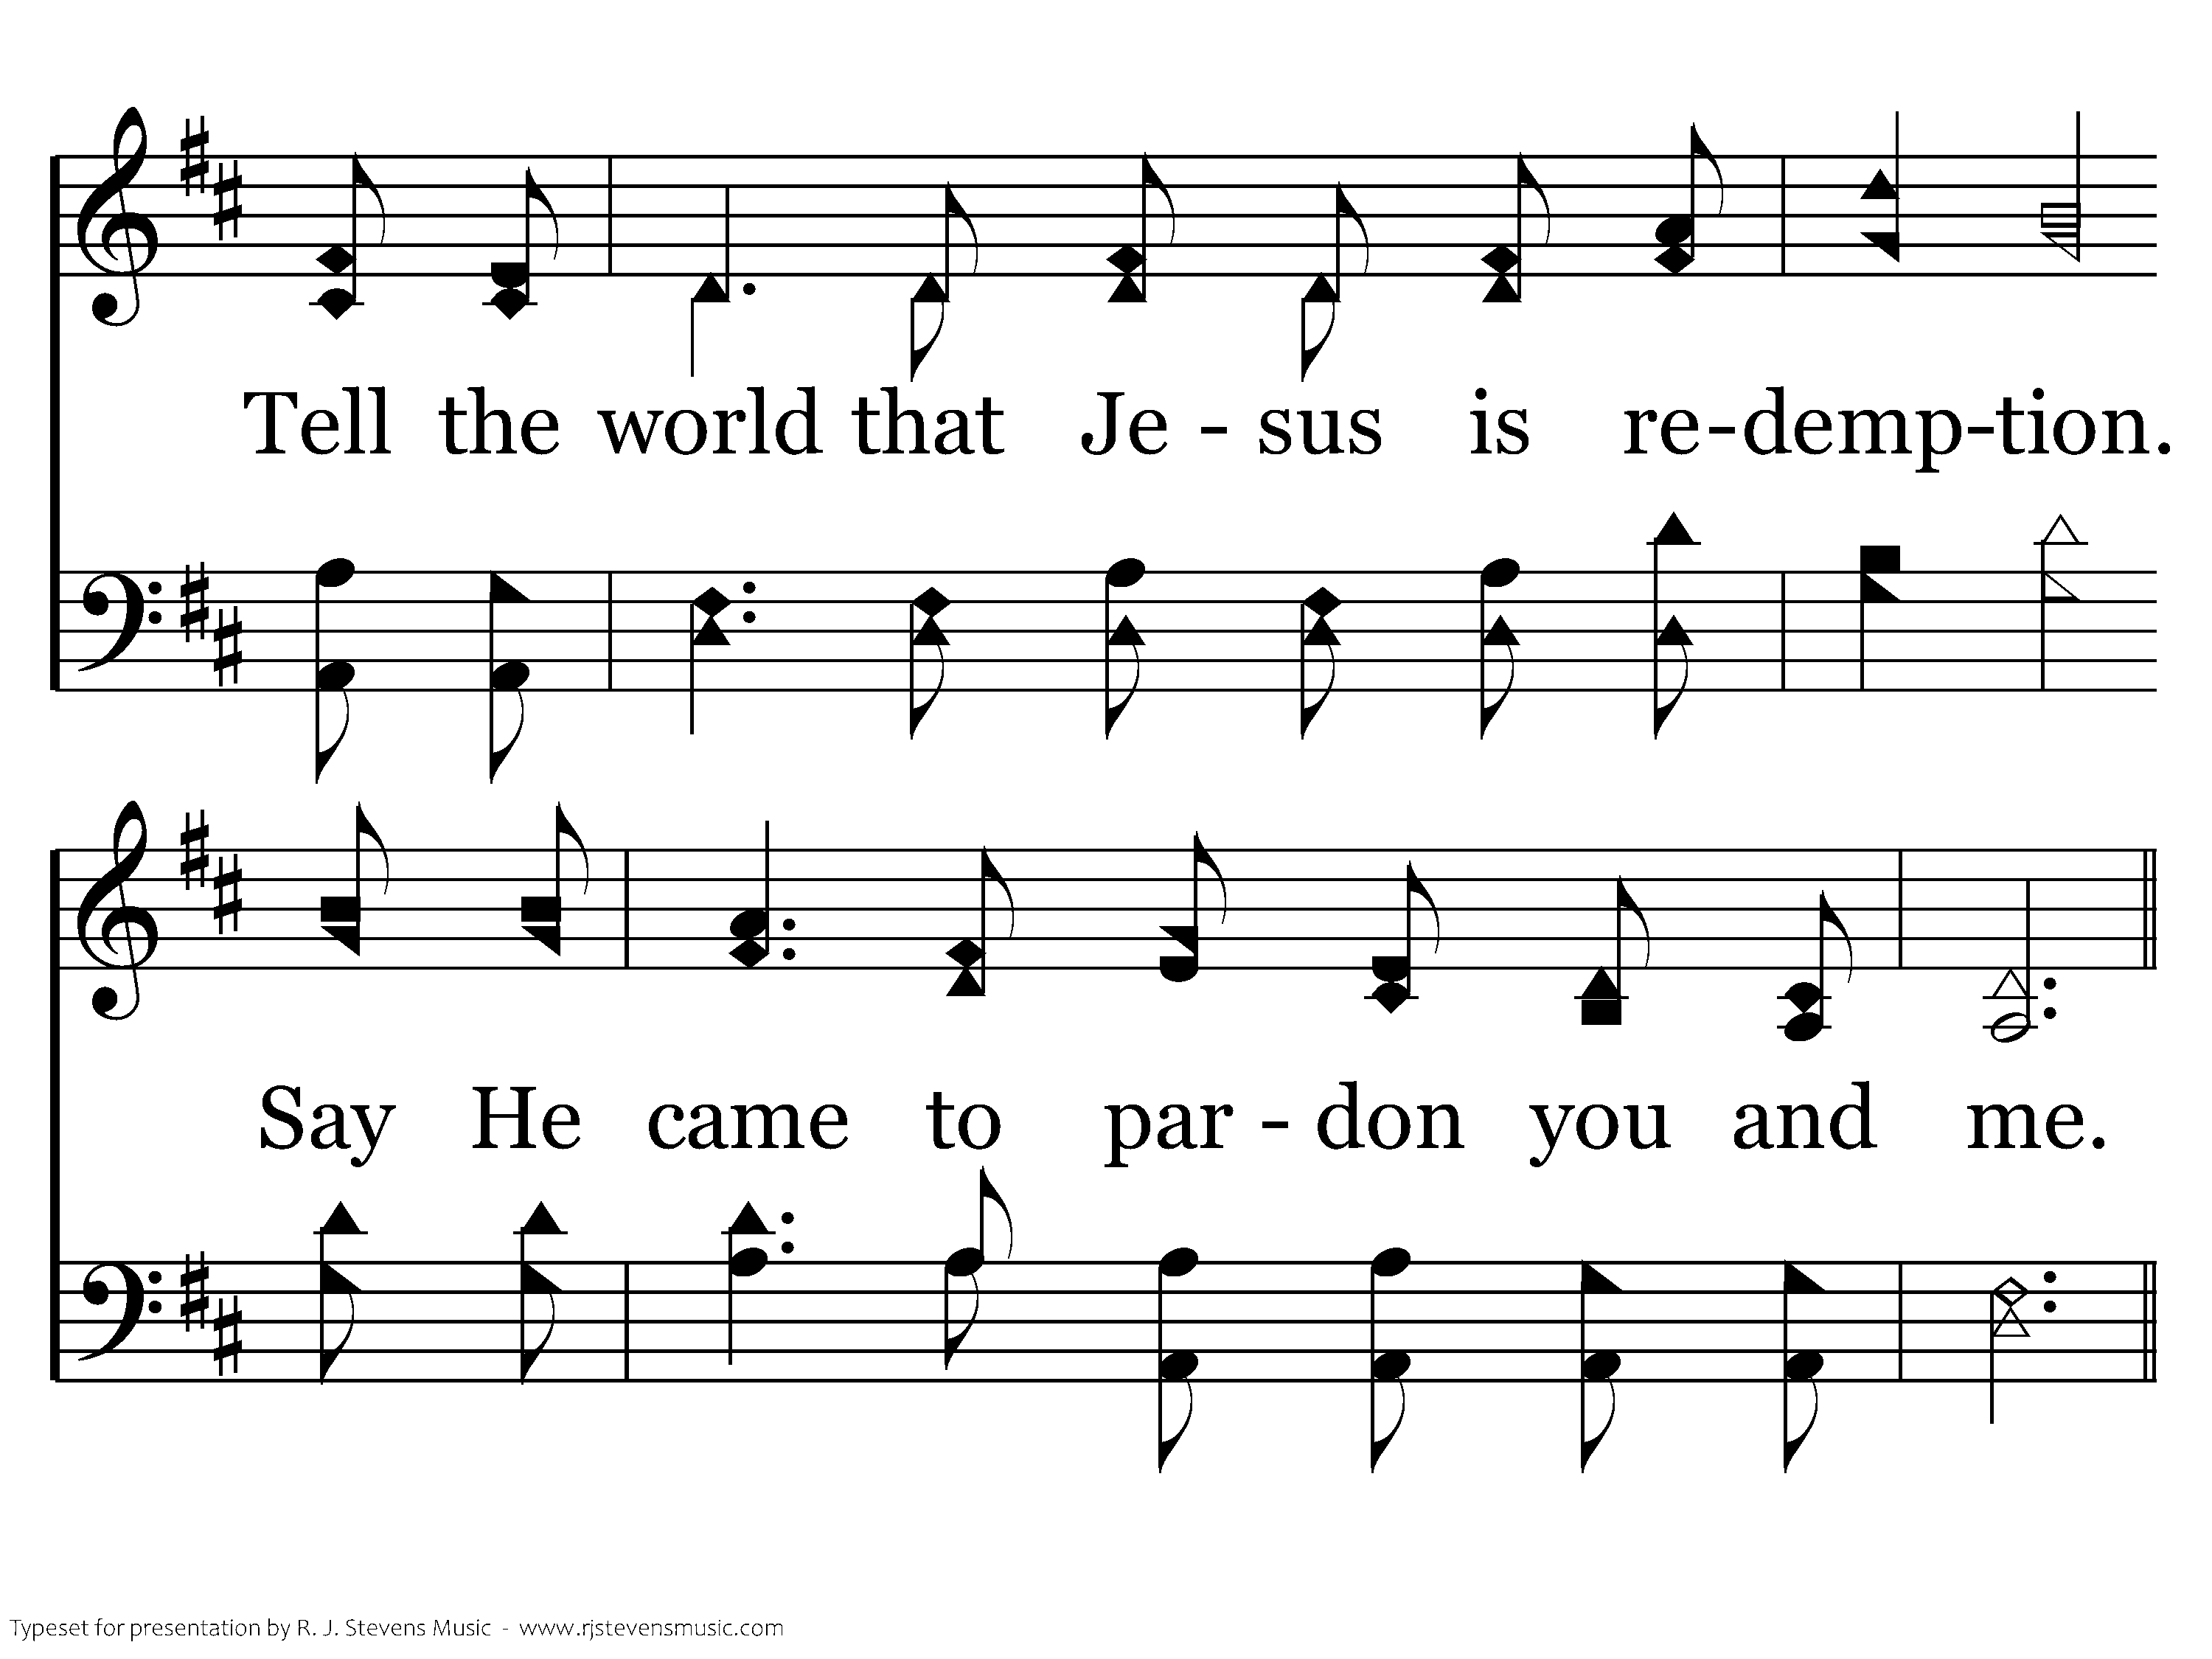 Tell the world that Je - sus is re-demp-tion.
Say He came to par - don you and me.
Typeset for presentation by R. J. Stevens Music - www.rjstevensmusic.com